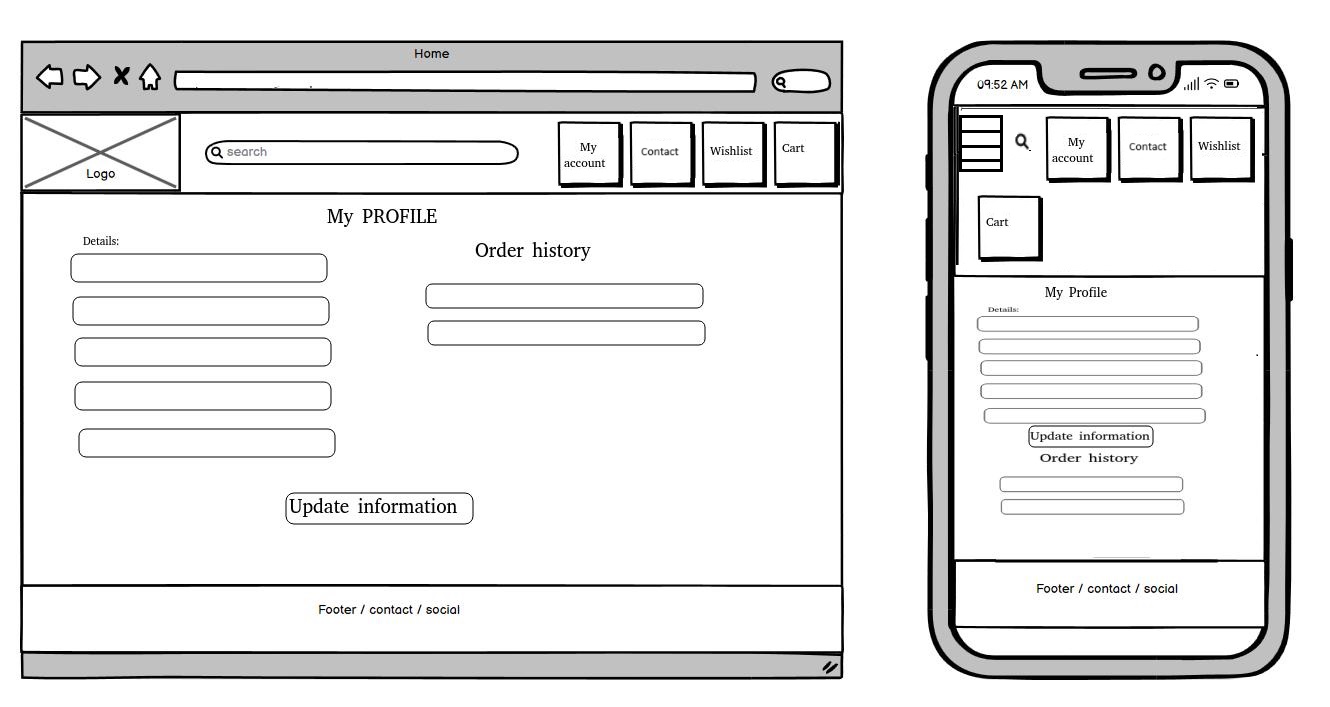 Home
Logo
search
My
account
Contact
Wishlist
Cart
My PROFILE
Details:
Order history
Update information
Footer / contact / social
09:52 AM
My
account
Contact
Wishlist
Cart
My Profile
Details:
Update information
Order history
Footer / contact / social